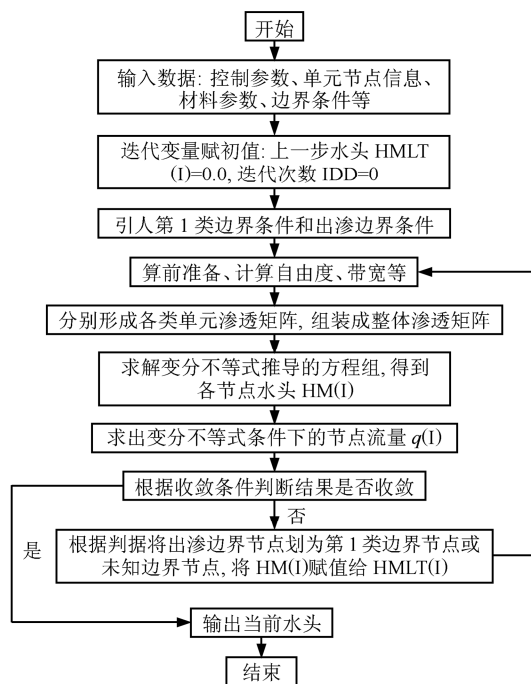 开始
输入数据: 控制参数、单元节点信息、
材料参数、边界条件等
迭代变量赋初值: 上一步水头 HMLT
(I)=0.0, 迭代次数 IDD=0
引人第 1 类边界条件和出渗边界条件
算前准备、计算自由度、带宽等
分别形成各类单元渗透矩阵, 组装成整体渗透矩阵
求解变分不等式推导的方程组, 得到
各节点水头 HM(I)
求出变分不等式条件下的节点流量 q(I)
根据收敛条件判断结果是否收敛
否
是
根据判据将出渗边界节点划为第 1 类边界节点或
未知边界节点, 将 HM(I)赋值给 HMLT(I)
输出当前水头
结束